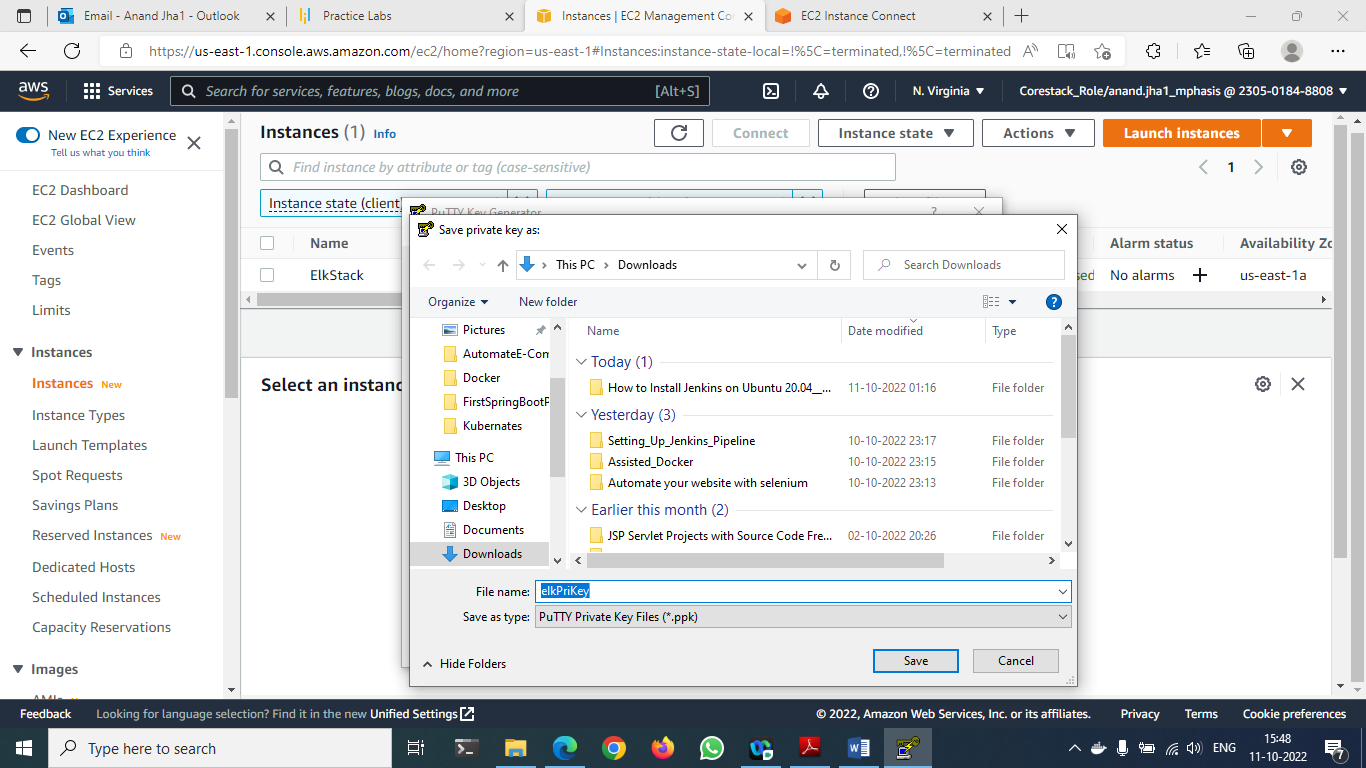 Email - Anand Jha1 - Outlook
Practice Labs
Instances | EC2 Management Co
EC2 Instance Connect
https://us-east-1.console.aws.amazon.com/ec2/home?region=us-east-1#Instances:instance-state-local=!%5C=terminated,!%5C=terminated
aws
Services
Search for services, features, blogs, docs, and more
[Alt+S]
N. Virginia
Corestack_Role/anand.jha1_mphasis @ 2305-0184-8808
New EC2 Experience
Tell us what you think
EC2 Dashboard
EC2 Global View
Events
Tags
Limits
Instances
Instances New
Instance Types
Launch Templates
Spot Requests
Savings Plans
Reserved Instances New
Dedicated Hosts
Scheduled Instances
Capacity Reservations
Images
Instances (1) Info
Connect
Instance state
Actions
Launch instances
Find instance by attribute or tag (case-sensitive)
1
Instance state (client
Name
Alarm status
Availability Zo
ElkStack
sed
No alarms
us-east-1a
Select an instanc
PuTTY Key Generator
?
Save private key as:
This PC
Downloads
Search Downloads
Organize
New folder
Pictures
AutomateE-Com
Docker
FirstSpringBootP
Kubernates
This PC
3D Objects
Desktop
Documents
Downloads
Name
Date modified
Type
Today (1)
How to Install Jenkins on Ubuntu 20.04__... 11-10-2022 01:16 File folder
Yesterday (3)
Setting_Up_Jenkins_Pipeline 10-10-2022 23:17 File folder
Assisted_Docker 10-10-2022 23:15 File folder
Automate your website with selenium 10-10-2022 23:13 File folder
Earlier this month (2)
JSP Servlet Projects with Source Code Fre... 02-10-2022 20:26 File folder
File name: elkPriKey
Save as type: PuTTY Private Key Files (*.ppk)
Hide Folders
Save
Cancel
Feedback
Looking for language selection? Find it in the new Unified Settings
© 2022, Amazon Web Services, Inc. or its affiliates.
Privacy
Terms
Cookie preferences
Type here to search
ENG
15:48
11-10-2022
7